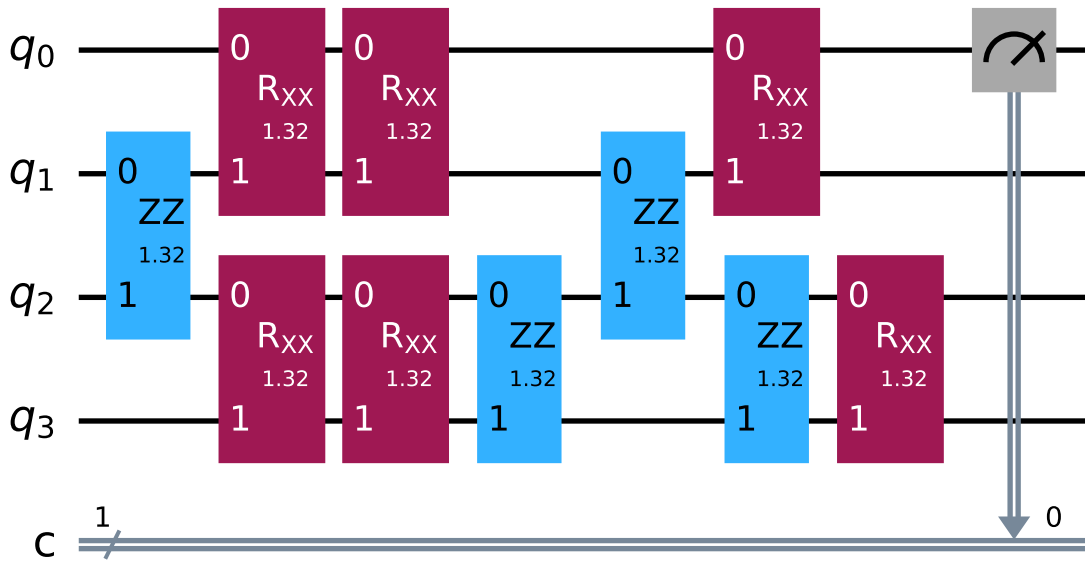 q0 0 0 0
RXX RXX RXX
1.32 1.32 1.32
q1 0 1 1 0 1
ZZ ZZ
1.32 1.32
q2 1 0 0 0 1 0 0
RXX RXX ZZ ZZ RXX
1.32 1.32 1.32 1.32 1.32
q3 1 1 1 1 1
1 0
c